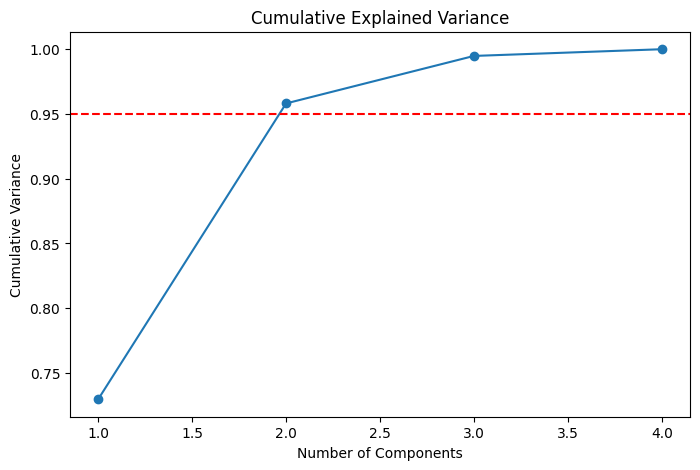 Cumulative Explained Variance
1.00
0.95
0.90
0.85
0.80
0.75
Cumulative Variance
1.0 1.5 2.0 2.5 3.0 3.5 4.0
Number of Components